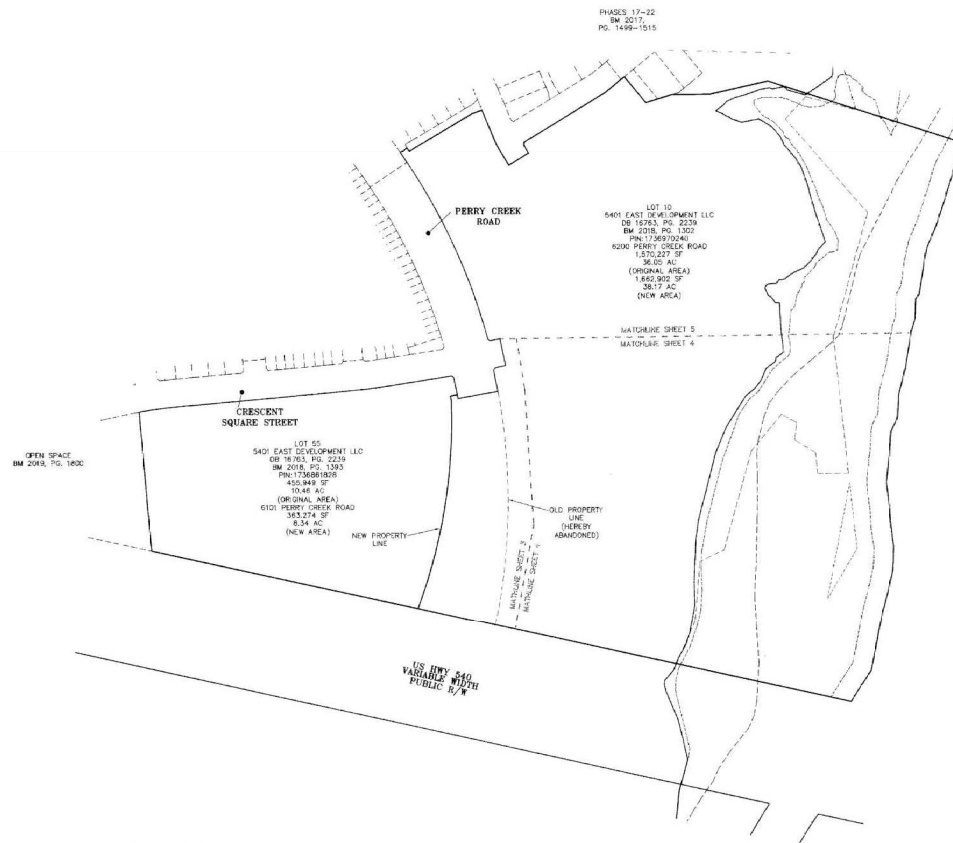 PHASES 17-22
BM 2017,
PG. 1499-1515
PERRY CREEK
ROAD
LOT 10
5401 EAST DEVELOPMENT LLC
DB 16763, PG. 2239
BM 2018, PG. 1302
PIN:1736970240
6200 PERRY CREEK ROAD
1,570,227 SF
36.05 AC
(ORIGINAL AREA)
1,662,902 SF
38.17 AC
(NEW AREA)
MATCHLINE SHEET 5
MATCHLINE SHEET 4
CRESCENT
SQUARE STREET
OPEN SPACE
BM 2049, PG. 1800
LOT 55
5401 EAST DEVELOPMENT LLC
DB 16763, PG. 2239
BM 2018, PG. 1393
PIN:1736861828
455,949 SF
10.46 AC
(ORIGINAL AREA)
6101 PERRY CREEK ROAD
363,274 SF
8.34 AC
(NEW AREA)
NEW PROPERTY
LINE
OLD PROPERTY
LINE
(HEREBY
ABANDONED)
MATHLINE SHEET 3
MATHLINE SHEET 4
US HWY 540
VARIABLE WIDTH
PUBLIC R/W